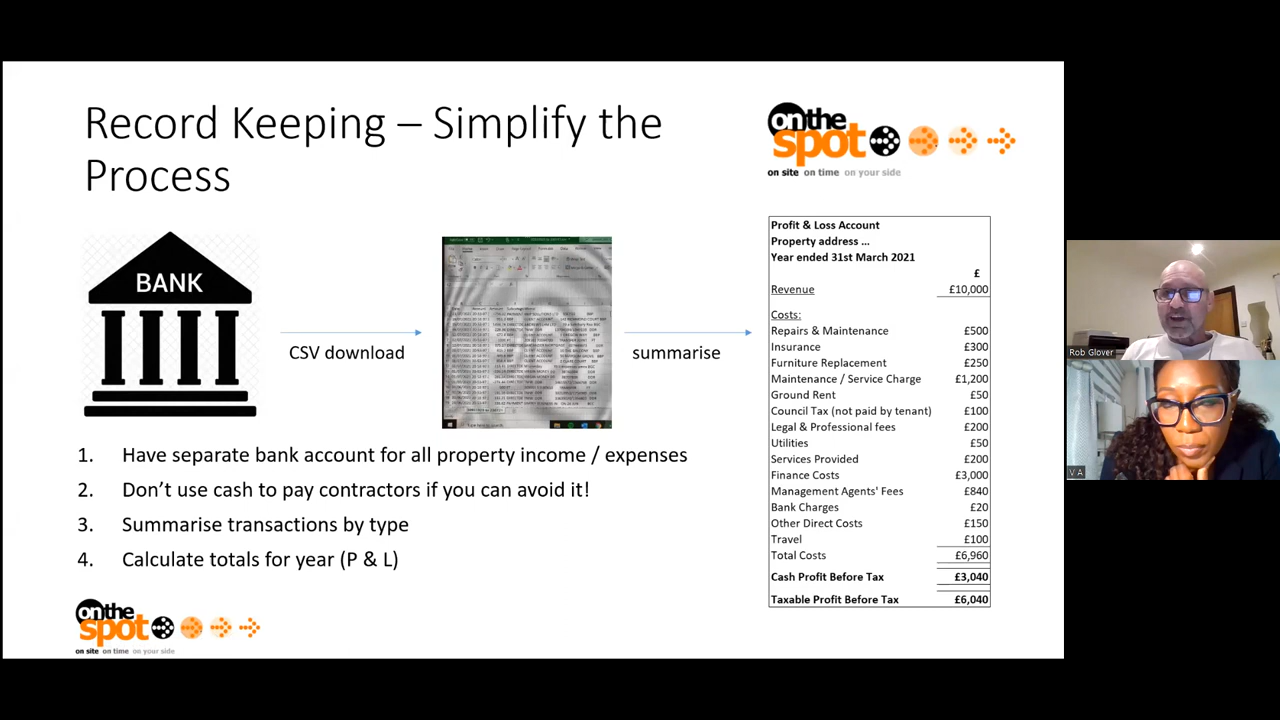 Record Keeping – Simplify the
Process
on the
spot
on site on time on your side
BANK
CSV download
summarise
1. Have separate bank account for all property income / expenses
2. Don’t use cash to pay contractors if you can avoid it!
3. Summarise transactions by type
4. Calculate totals for year (P & L)
Profit & Loss Account
Property address ...
Year ended 31st March 2021
£
Revenue £10,000
Costs:
Repairs & Maintenance £500
Insurance £300
Furniture Replacement £250
Maintenance / Service Charge £1,200
Ground Rent £50
Council Tax (not paid by tenant) £100
Legal & Professional fees £200
Utilities £50
Services Provided £200
Finance Costs £3,000
Management Agents' Fees £840
Bank Charges £20
Other Direct Costs £150
Travel £100
Total Costs £6,960
Cash Profit Before Tax £3,040
Taxable Profit Before Tax £6,040
on the
spot
on site on time on your side
Rob Glover
V A